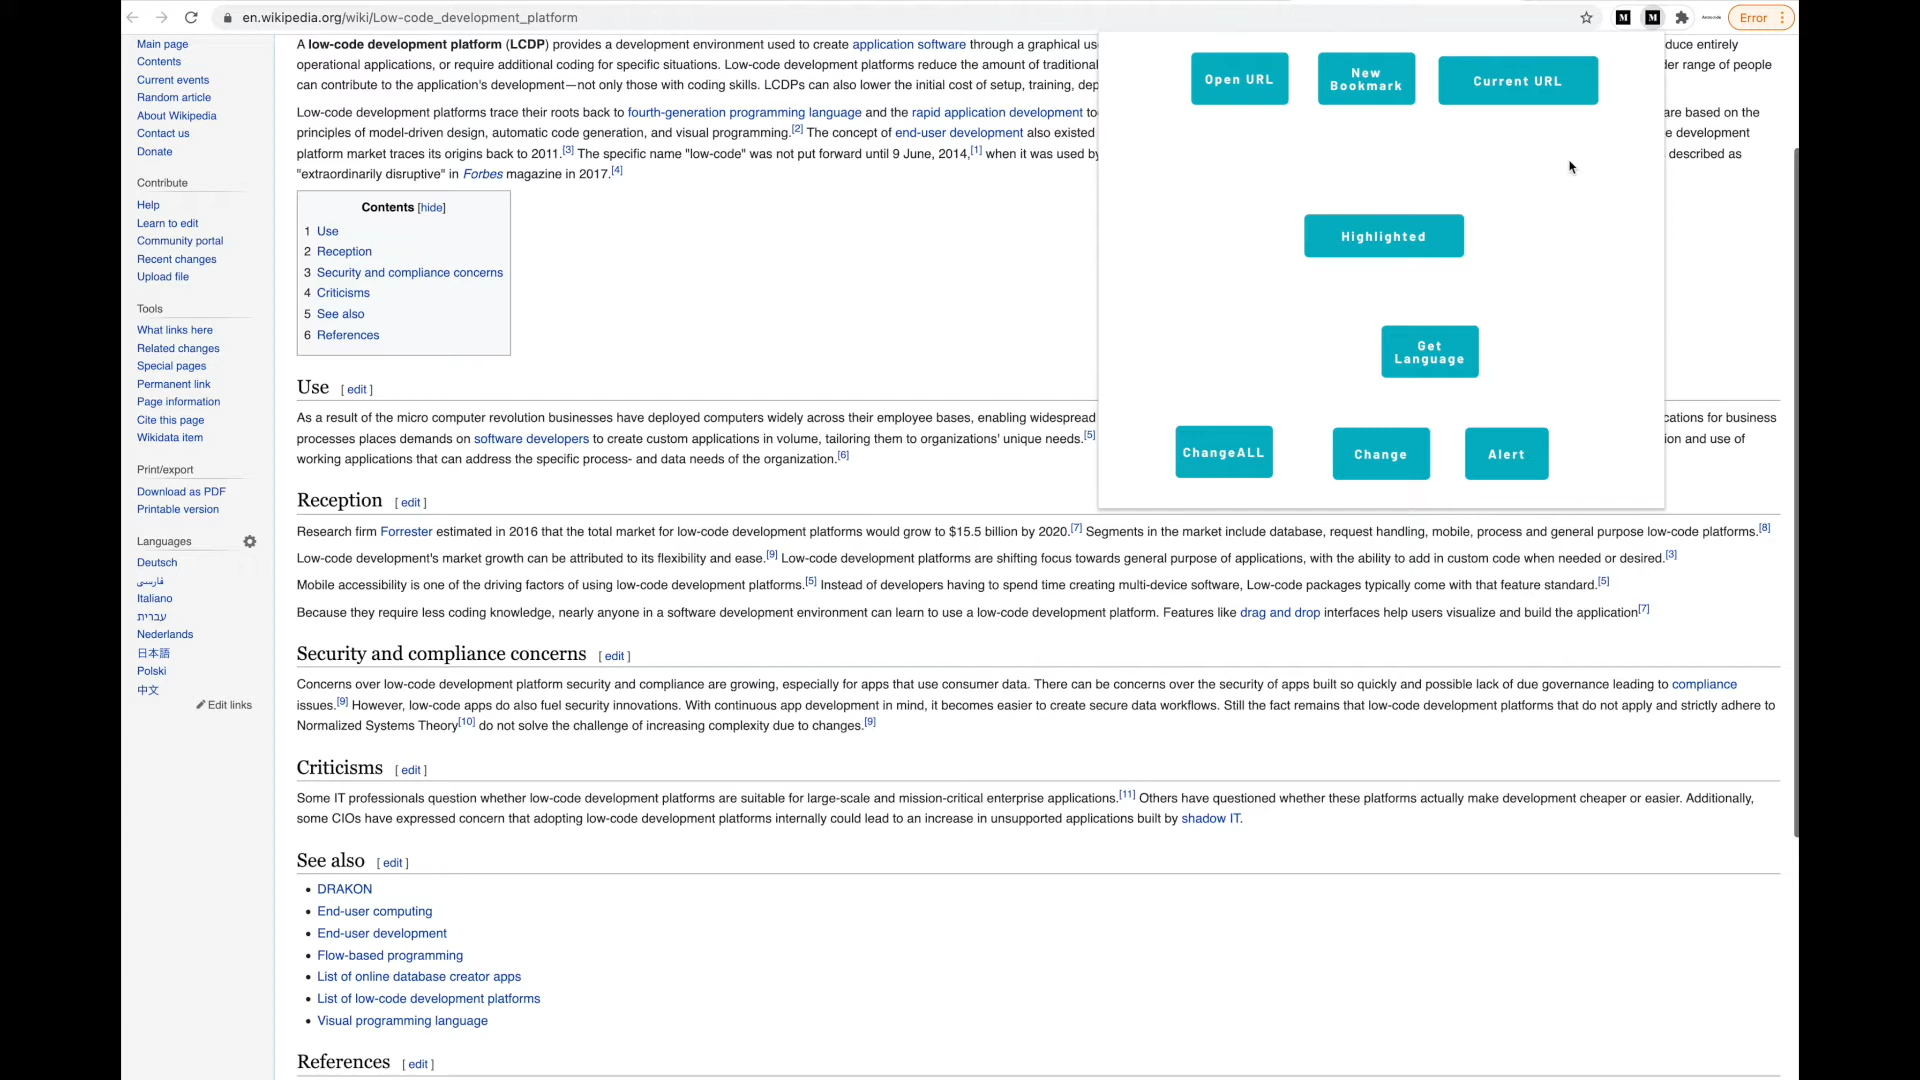 en.wikipedia.org/wiki/Low-code_development_platform
M
M
Error
Main page
Contents
Current events
Random article
About Wikipedia
Contact us
Donate
Contribute
Help
Learn to edit
Community portal
Recent changes
Upload file
Tools
What links here
Related changes
Special pages
Permanent link
Page information
Cite this page
Wikidata item
Print/export
Download as PDF
Printable version
Languages
Deutsch
فارسی
Italiano
עברית
Nederlands
日本語
Polski
中文
Edit links
A low-code development platform (LCDP) provides a development environment used to create application software through a graphical us
duce entirely
operational applications, or require additional coding for specific situations. Low-code development platforms reduce the amount of traditional
der range of people
can contribute to the application's development—not only those with coding skills. LCDPs can also lower the initial cost of setup, training, dep
Low-code development platforms trace their roots back to fourth-generation programming language and the rapid application development to
are based on the
principles of model-driven design, automatic code generation, and visual programming.[2] The concept of end-user development also existed
e development
platform market traces its origins back to 2011.[3] The specific name "low-code" was not put forward until 9 June, 2014,[1] when it was used by
described as
"extraordinarily disruptive" in Forbes magazine in 2017.[4]
Contents [hide]
1 Use
2 Reception
3 Security and compliance concerns
4 Criticisms
5 See also
6 References
Use [ edit ]
As a result of the micro computer revolution businesses have deployed computers widely across their employee bases, enabling widespread
cations for business
processes places demands on software developers to create custom applications in volume, tailoring them to organizations' unique needs.[5]
ion and use of
working applications that can address the specific process- and data needs of the organization.[6]
Reception [ edit ]
Research firm Forrester estimated in 2016 that the total market for low-code development platforms would grow to $15.5 billion by 2020.[7] Segments in the market include database, request handling, mobile, process and general purpose low-code platforms.[8]
Low-code development's market growth can be attributed to its flexibility and ease.[9] Low-code development platforms are shifting focus towards general purpose of applications, with the ability to add in custom code when needed or desired.[3]
Mobile accessibility is one of the driving factors of using low-code development platforms.[5] Instead of developers having to spend time creating multi-device software, Low-code packages typically come with that feature standard.[5]
Because they require less coding knowledge, nearly anyone in a software development environment can learn to use a low-code development platform. Features like drag and drop interfaces help users visualize and build the application[7]
Security and compliance concerns [ edit ]
Concerns over low-code development platform security and compliance are growing, especially for apps that use consumer data. There can be concerns over the security of apps built so quickly and possible lack of due governance leading to compliance
issues.[9] However, low-code apps do also fuel security innovations. With continuous app development in mind, it becomes easier to create secure data workflows. Still the fact remains that low-code development platforms that do not apply and strictly adhere to
Normalized Systems Theory[10] do not solve the challenge of increasing complexity due to changes.[9]
Criticisms [ edit ]
Some IT professionals question whether low-code development platforms are suitable for large-scale and mission-critical enterprise applications.[11] Others have questioned whether these platforms actually make development cheaper or easier. Additionally,
some CIOs have expressed concern that adopting low-code development platforms internally could lead to an increase in unsupported applications built by shadow IT.
See also [ edit ]
DRAKON
End-user computing
End-user development
Flow-based programming
List of online database creator apps
List of low-code development platforms
Visual programming language
References [ edit ]
Open URL
New
Bookmark
Current URL
Highlighted
Get
Language
ChangeALL
Change
Alert